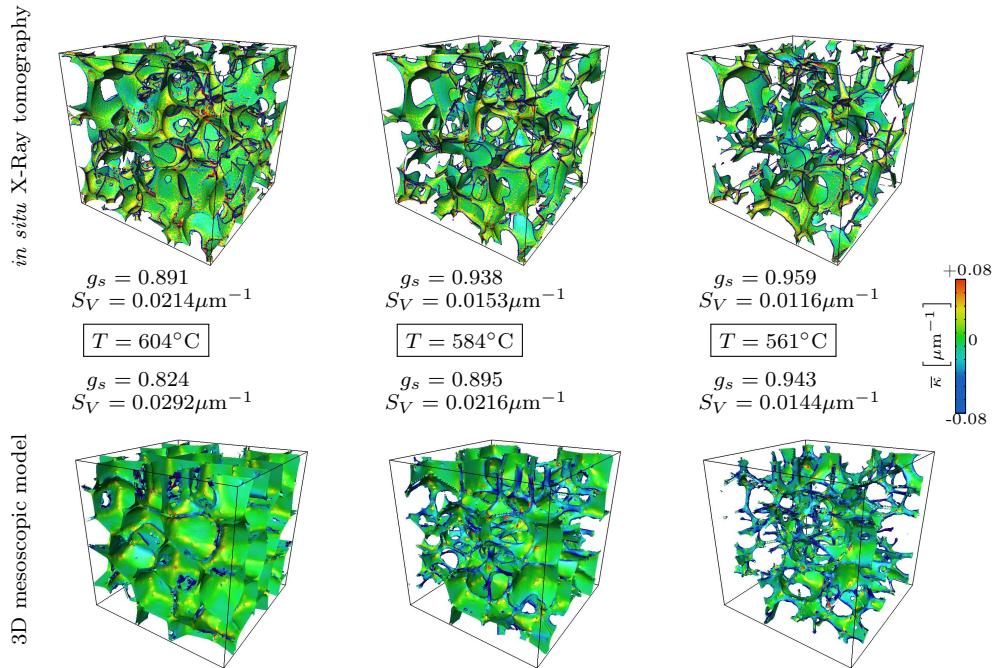 in situ X-Ray tomography
g_s = 0.891
S_V = 0.0214μm⁻¹
g_s = 0.938
S_V = 0.0153μm⁻¹
g_s = 0.959
S_V = 0.0116μm⁻¹
T = 604°C
T = 584°C
T = 561°C
g_s = 0.824
S_V = 0.0292μm⁻¹
g_s = 0.895
S_V = 0.0216μm⁻¹
g_s = 0.943
S_V = 0.0144μm⁻¹
+0.08
0
-0.08
κ̅ [μm⁻¹]
3D mesoscopic model